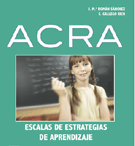 J. Mª ROMÁN SÁNCHEZ
S. GALLEGO RICO
ACRA
ESCALAS DE ESTRATEGIAS
DE APRENDIZAJE